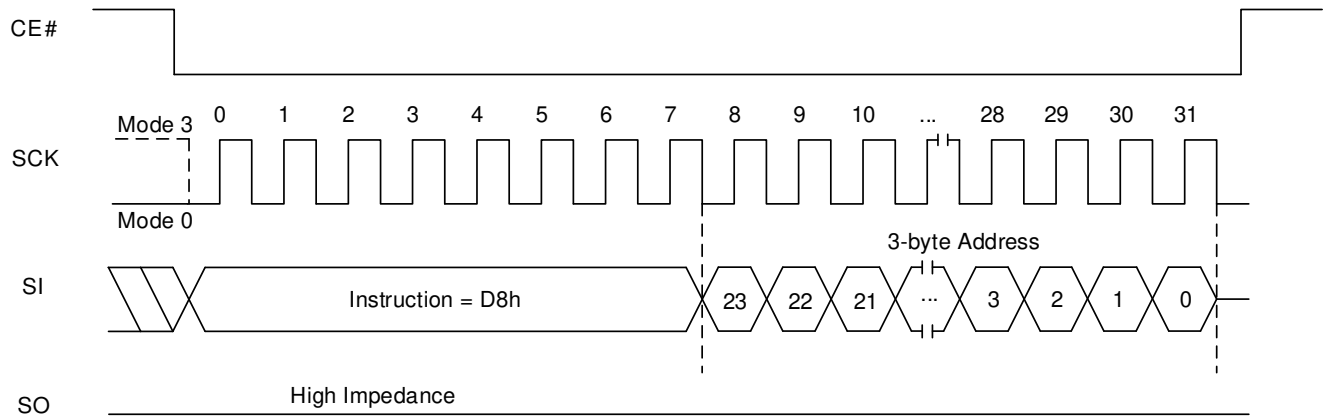 CE#
0 1 2 3 4 5 6 7 8 9 10 ... 28 29 30 31
Mode 3
SCK
Mode 0
3-byte Address
SI
Instruction = D8h
23 22 21 ... 3 2 1 0
High Impedance
SO